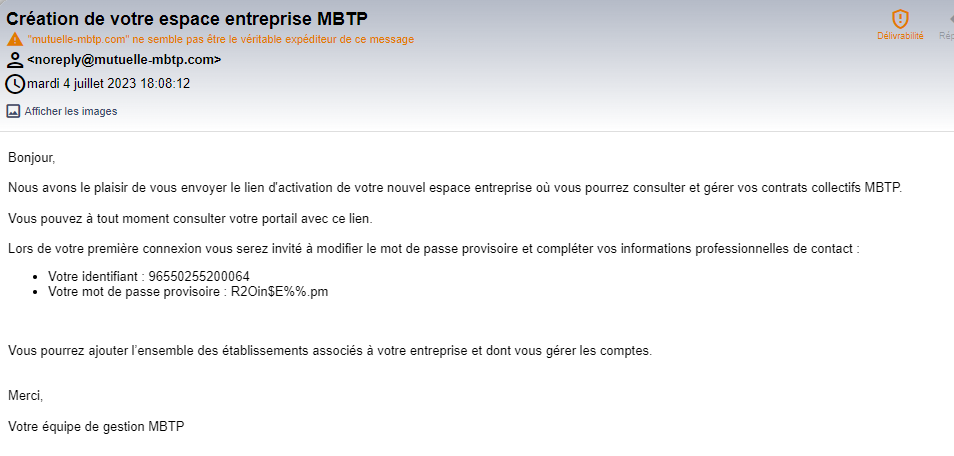 Création de votre espace entreprise MBTP
"mutuelle-mbtp.com" ne semble pas être le véritable expéditeur de ce message
Délivrabilité
<noreply@mutuelle-mbtp.com>
mardi 4 juillet 2023 18:08:12
Afficher les images
Bonjour,
Nous avons le plaisir de vous envoyer le lien d'activation de votre nouvel espace entreprise où vous pourrez consulter et gérer vos contrats collectifs MBTP.
Vous pouvez à tout moment consulter votre portail avec ce lien.
Lors de votre première connexion vous serez invité à modifier le mot de passe provisoire et compléter vos informations professionnelles de contact :
• Votre identifiant : 96550255200064
• Votre mot de passe provisoire : R2Oin$E%%.pm
Vous pourrez ajouter l'ensemble des établissements associés à votre entreprise et dont vous gérer les comptes.
Merci,
Votre équipe de gestion MBTP